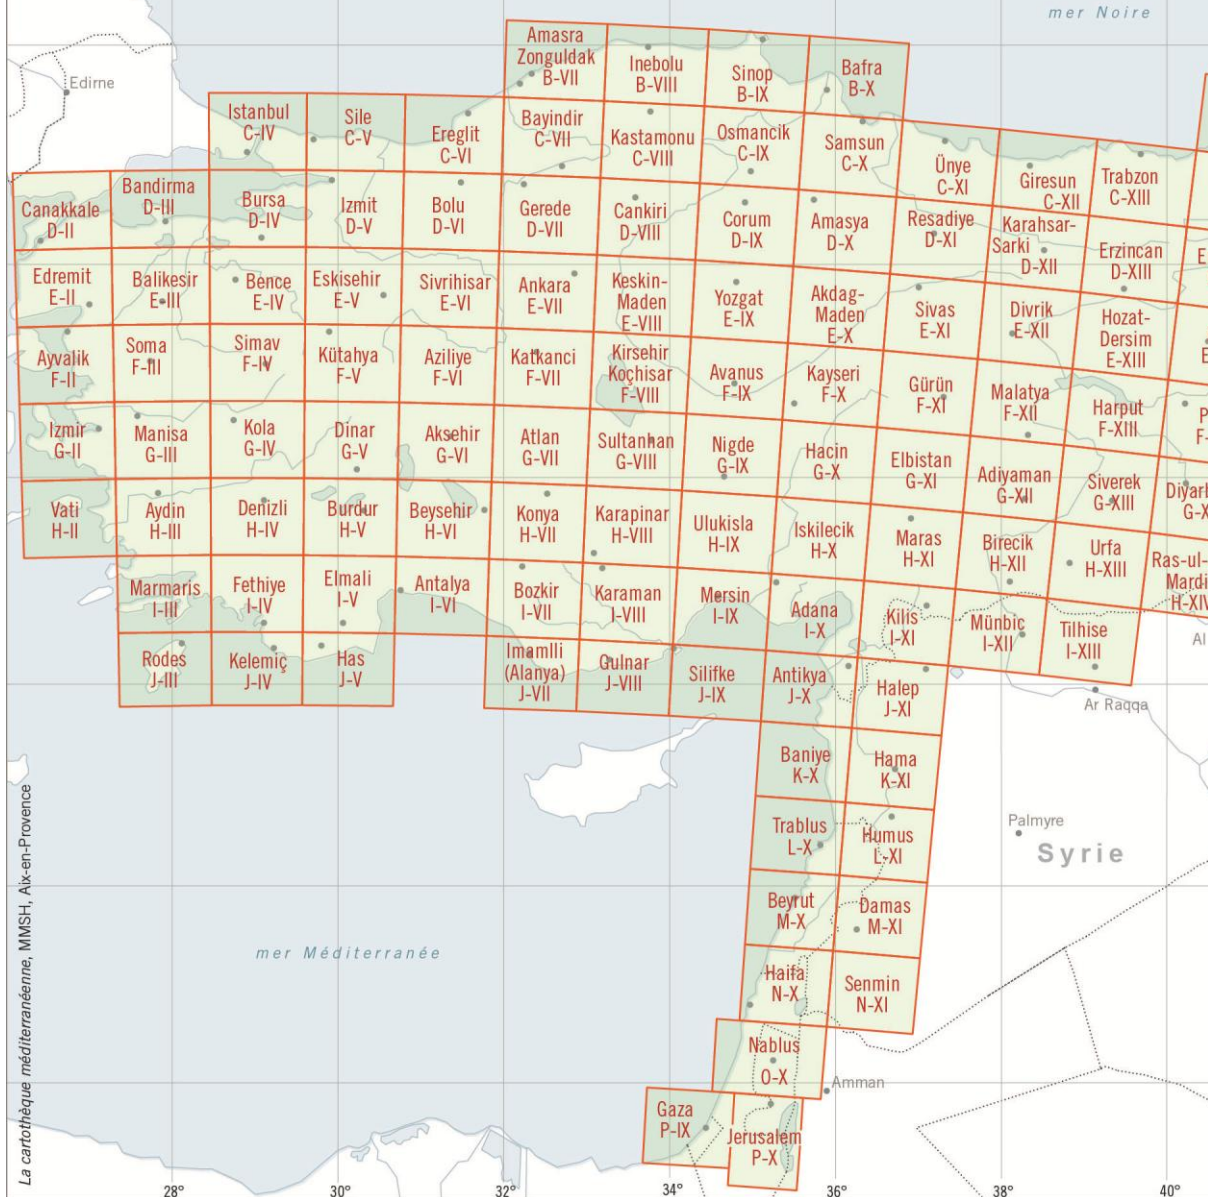 mer Noire
Edirne
Amasra
Zonguldak
B-VII
Inebolu
B-VIII
Sinop
B-IX
Bafra
B-X
Istanbul
C-IV
Sile
C-V
Ereglit
C-VI
Bayindir
C-VII
Kastamonu
C-VIII
Osmancik
C-IX
Samsun
C-X
Ünye
C-XI
Giresun
C-XII
Trabzon
C-XIII
Canakkale
D-II
Bandirma
D-III
Bursa
D-IV
Izmit
D-V
Bolu
D-VI
Gerede
D-VII
Cankiri
D-VIII
Corum
D-IX
Amasya
D-X
Resadiye
D-XI
Karahsar-
Sarki
D-XII
Erzincan
D-XIII
E
Edremit
E-II
Balikesir
E-III
Bence
E-IV
Eskisehir
E-V
Sivrihisar
E-VI
Ankara
E-VII
Keskin-
Maden
E-VIII
Yozgat
E-IX
Akdag-
Maden
E-X
Sivas
E-XI
Divrik
E-XII
Hozat-
Dersim
E-XIII
E
Ayvalik
F-II
Soma
F-III
Simav
F-IV
Kütahya
F-V
Aziliye
F-VI
Katkanci
F-VII
Kirsehir
Koçhisar
F-VIII
Avanus
F-IX
Kayseri
F-X
Gürün
F-XI
Malatya
F-XII
Harput
F-XIII
P
F-
Izmir
G-II
Manisa
G-III
Kola
G-IV
Dinar
G-V
Aksehir
G-VI
Atlan
G-VII
Sultanhan
G-VIII
Nigde
G-IX
Hacin
G-X
Elbistan
G-XI
Adiyaman
G-XII
Siverek
G-XIII
Diyarb
G-X
Vati
H-II
Aydin
H-III
Denizli
H-IV
Burdur
H-V
Beysehir
H-VI
Konya
H-VII
Karapinar
H-VIII
Ulukisla
H-IX
Iskilecik
H-X
Maras
H-XI
Birecik
H-XII
Urfa
H-XIII
Ras-ul-
Mardi
H-XIV
Marmaris
I-III
Fethiye
I-IV
Elmali
I-V
Antalya
I-VI
Bozkir
I-VII
Karaman
I-VIII
Mersin
I-IX
Adana
I-X
Kilis
I-XI
Münbic
I-XII
Tilhise
I-XIII
Al
Rodes
J-III
Kelemiç
J-IV
Has
J-V
Imamlli
(Alanya)
J-VII
Gulnar
J-VIII
Silifke
J-IX
Antikya
J-X
Halep
J-XI
Ar Raqqa
Baniye
K-X
Hama
K-XI
Trablus
L-X
Humus
L-XI
Palmyre
Syrie
Beyrut
M-X
Damas
M-XI
mer Méditerranée
Haifa
N-X
Senmin
N-XI
Nablus
O-X
Amman
Gaza
P-IX
Jerusalem
P-X
La cartothèque méditerranéenne, MMSH, Aix-en-Provence
28°
30°
32°
34°
36°
38°
40°